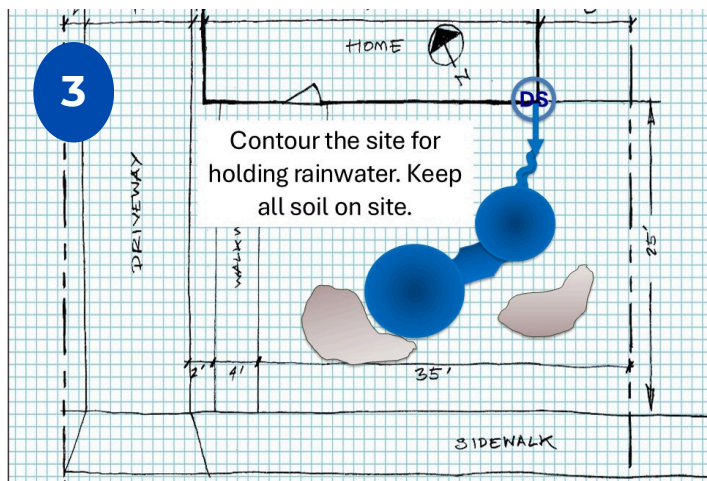 HOME
N
3
DS
Contour the site for
holding rainwater. Keep
all soil on site.
DRIVEWAY
WALKW
25'
2'
4'
35'
SIDEWALK